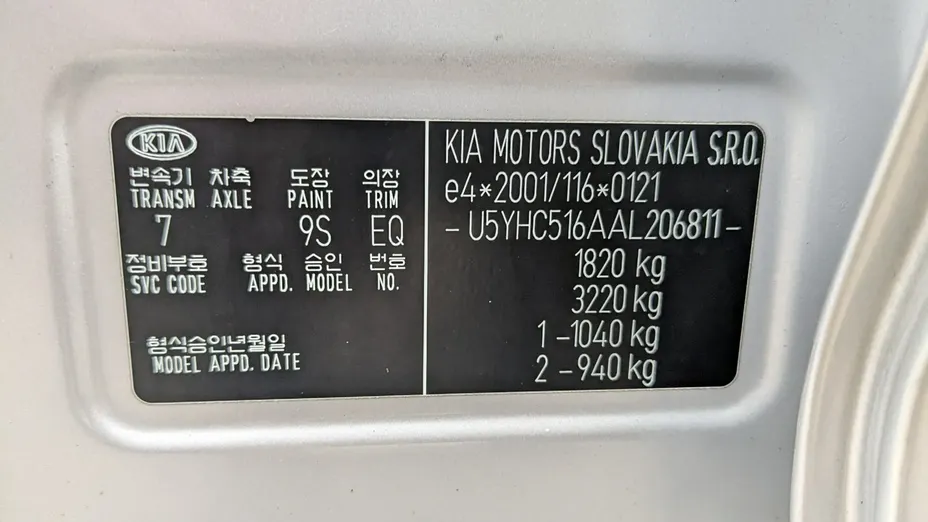 KIA
변속기 차축 도장 의장
TRANSM AXLE PAINT TRIM
7 9S EQ
정비부호 형식 승인 번호
SVC CODE APPD. MODEL NO.
형식승인년월일
MODEL APPD. DATE
KIA MOTORS SLOVAKIA S.R.O.
e4*2001/116*0121
- U5YHC516AAL206811 -
1820 kg
3220 kg
1 -1040 kg
2 -940 kg